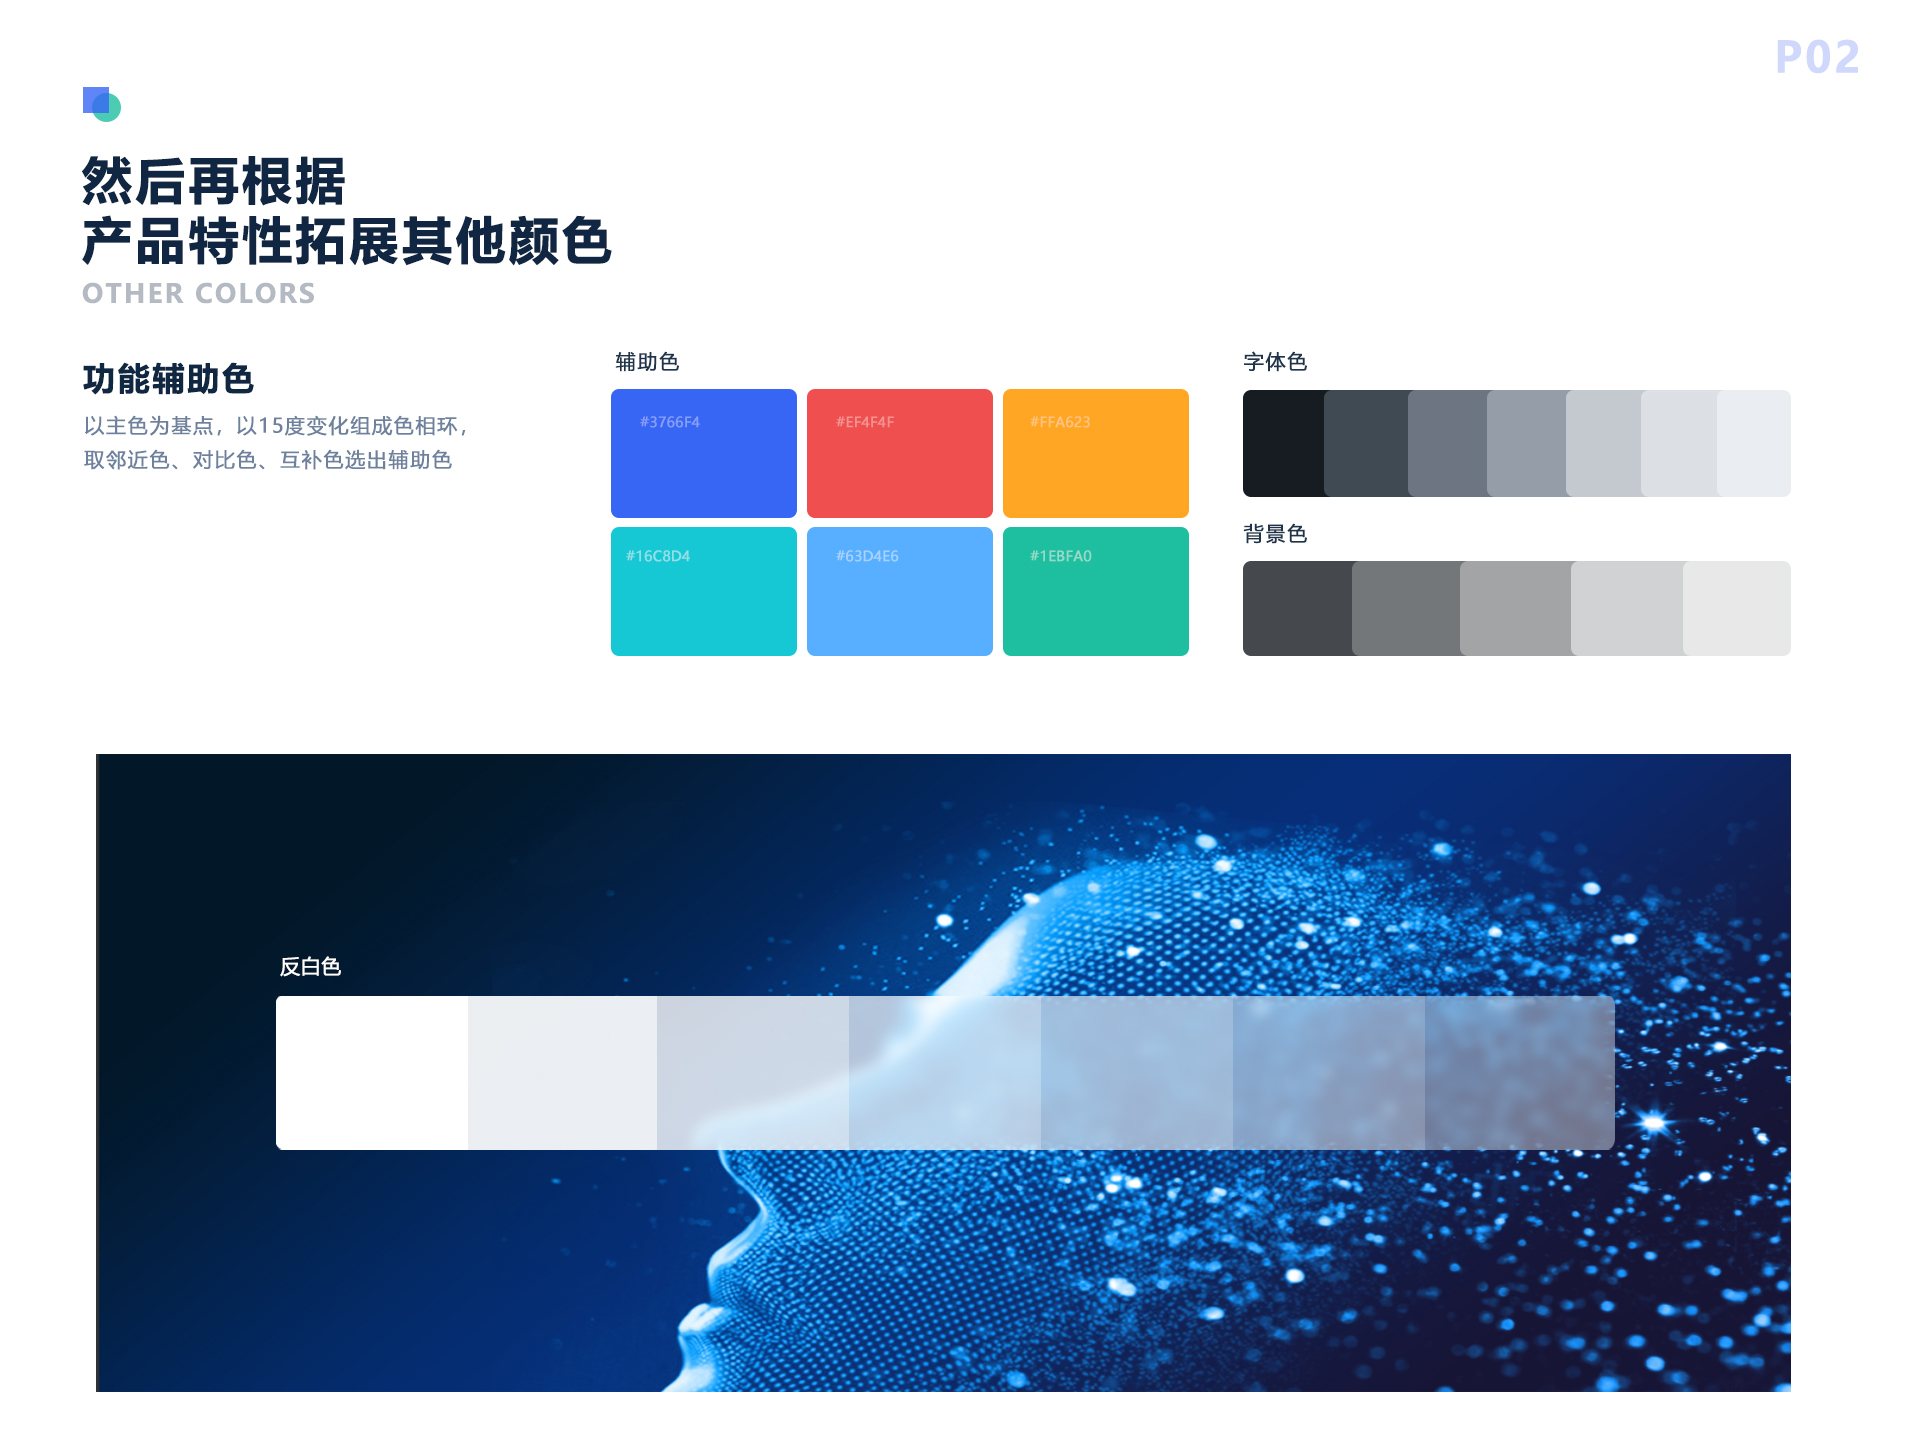 P02
然后再根据
产品特性拓展其他颜色
OTHER COLORS
功能辅助色
以主色为基点，以15度变化组成色相环，
取邻近色、对比色、互补色选出辅助色
辅助色
#3766F4
#EF4F4F
#FFA623
#16C8D4
#63D4E6
#1EBFA0
字体色
背景色
反白色